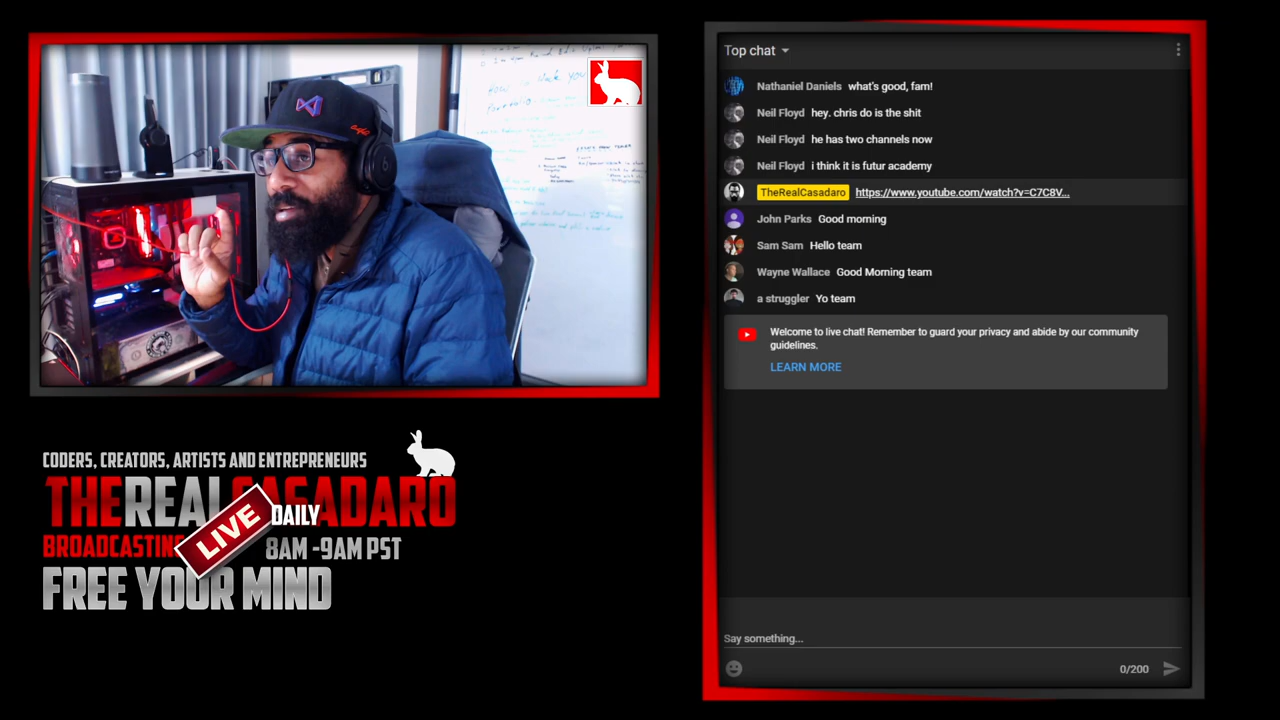 CODERS, CREATORS, ARTISTS AND ENTREPRENEURS
THEREALCASADARO
LIVE
DAILY
BROADCASTING
8AM -9AM PST
FREE YOUR MIND
Top chat
Nathaniel Daniels what's good, fam!
Neil Floyd hey. chris do is the shit
Neil Floyd he has two channels now
Neil Floyd i think it is futur academy
TheRealCasadaro https://www.youtube.com/watch?v=C7C8V...
John Parks Good morning
Sam Sam Hello team
Wayne Wallace Good Morning team
a struggler Yo team
Welcome to live chat! Remember to guard your privacy and abide by our community
guidelines.
LEARN MORE
Say something...
0/200